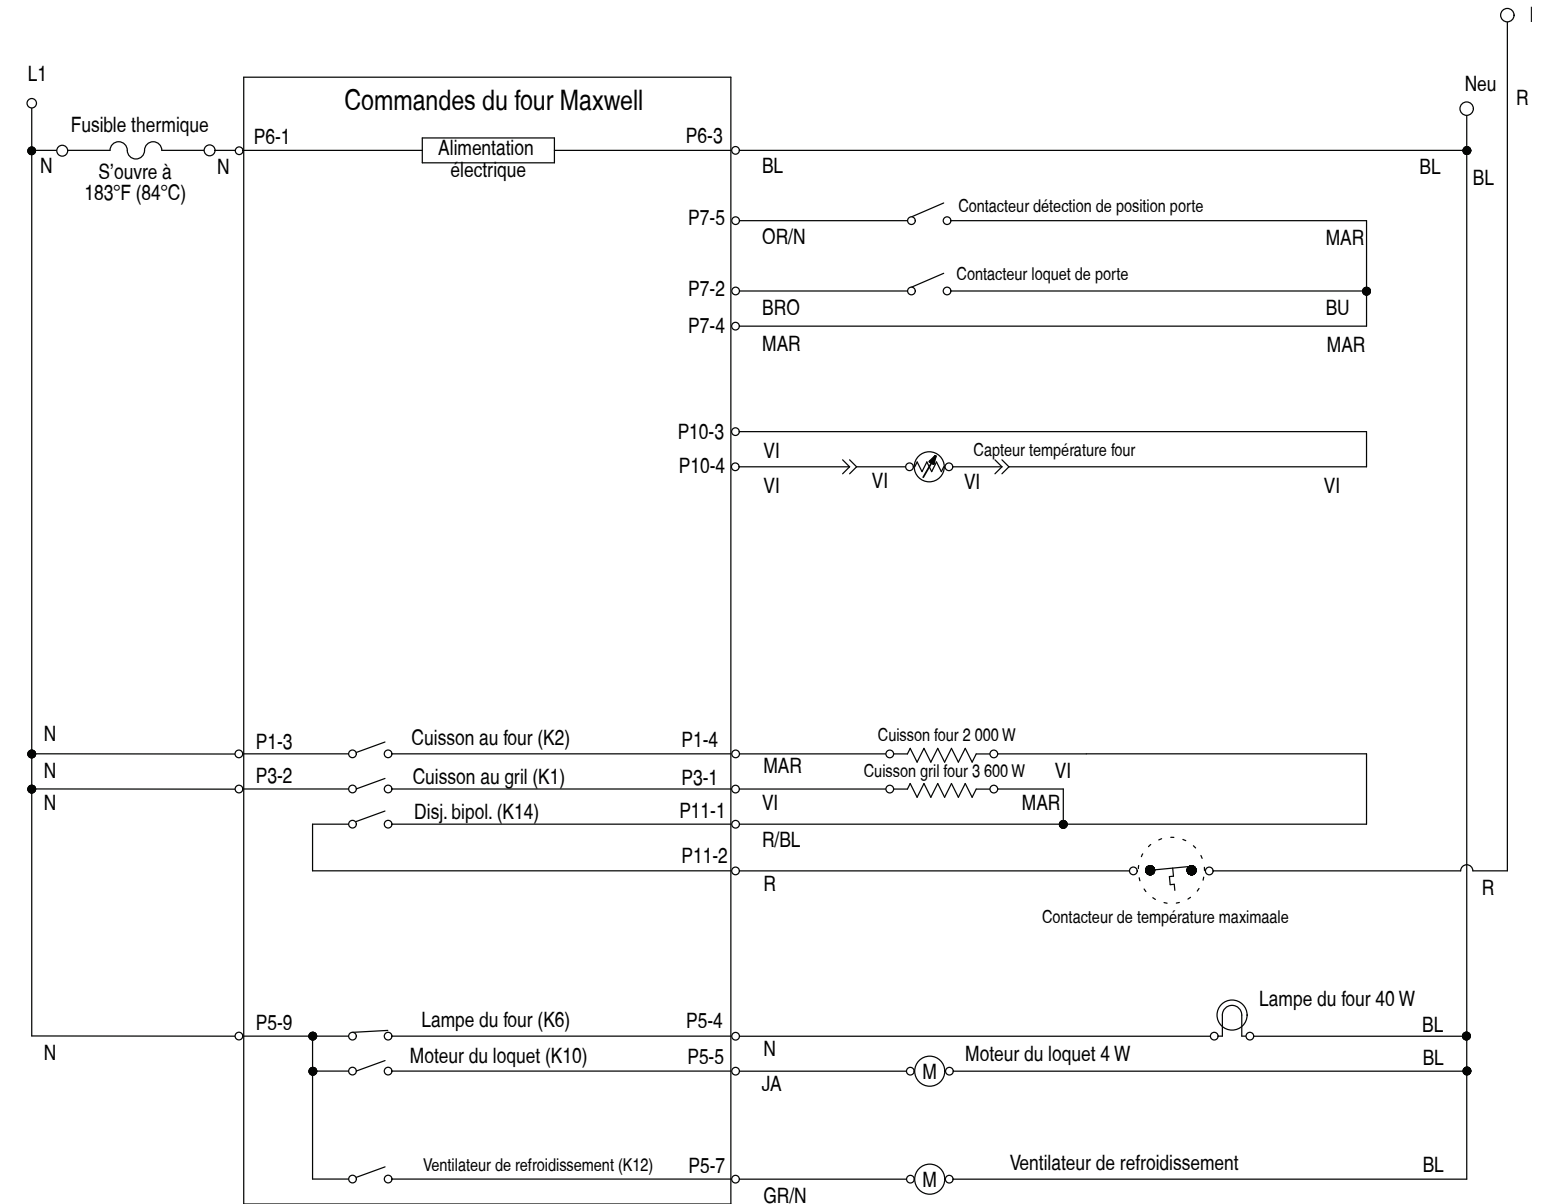 L1
Neu
R
Commandes du four Maxwell
Fusible thermique
N
S'ouvre à
183°F (84°C)
N
P6-1
Alimentation
électrique
P6-3
BL
BL
BL
P7-5
OR/N
Contacteur détection de position porte
MAR
P7-2
BRO
Contacteur loquet de porte
BU
P7-4
MAR
MAR
P10-3
VI
Capteur température four
P10-4
VI
VI
VI
VI
N
P1-3
Cuisson au four (K2)
P1-4
MAR
Cuisson four 2 000 W
VI
N
P3-2
Cuisson au gril (K1)
P3-1
VI
Cuisson gril four 3 600 W
MAR
N
Disj. bipol. (K14)
P11-1
R/BL
P11-2
R
R
Contacteur de température maximaale
N
P5-9
Lampe du four (K6)
P5-4
N
Lampe du four 40 W
BL
Moteur du loquet (K10)
P5-5
JA
Moteur du loquet 4 W
M
BL
Ventilateur de refroidissement (K12)
P5-7
GR/N
M
Ventilateur de refroidissement
BL